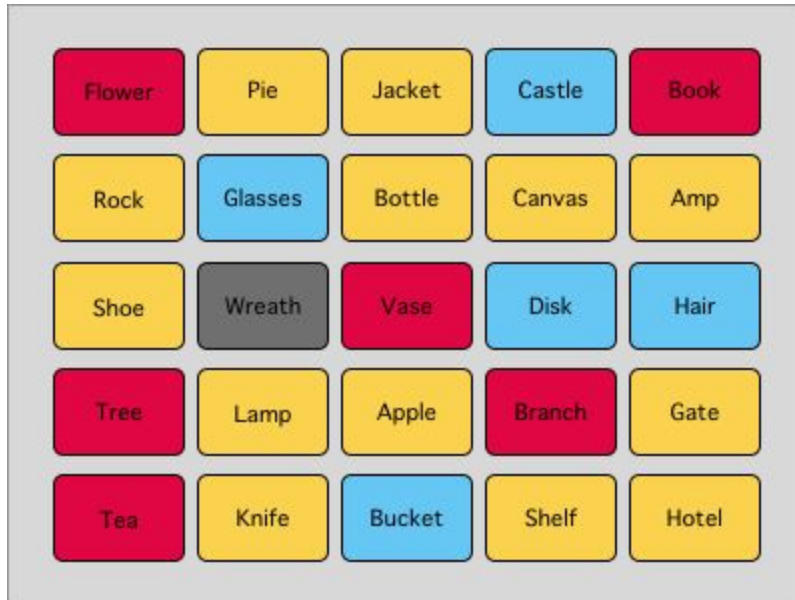 Flower Pie Jacket Castle Book
Rock Glasses Bottle Canvas Amp
Shoe Wreath Vase Disk Hair
Tree Lamp Apple Branch Gate
Tea Knife Bucket Shelf Hotel